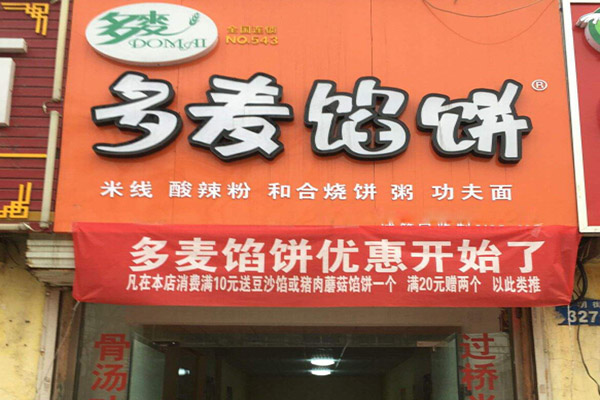 多麦
DOMAI
全国连锁
NO.543
多麦馅饼®
米线 酸辣粉 和合烧饼 粥 功夫面
多麦馅饼优惠开始了
凡在本店消费满10元送豆沙馅或猪肉蘑菇馅饼一个 满20元赠两个 以此类推
327
骨汤
过桥